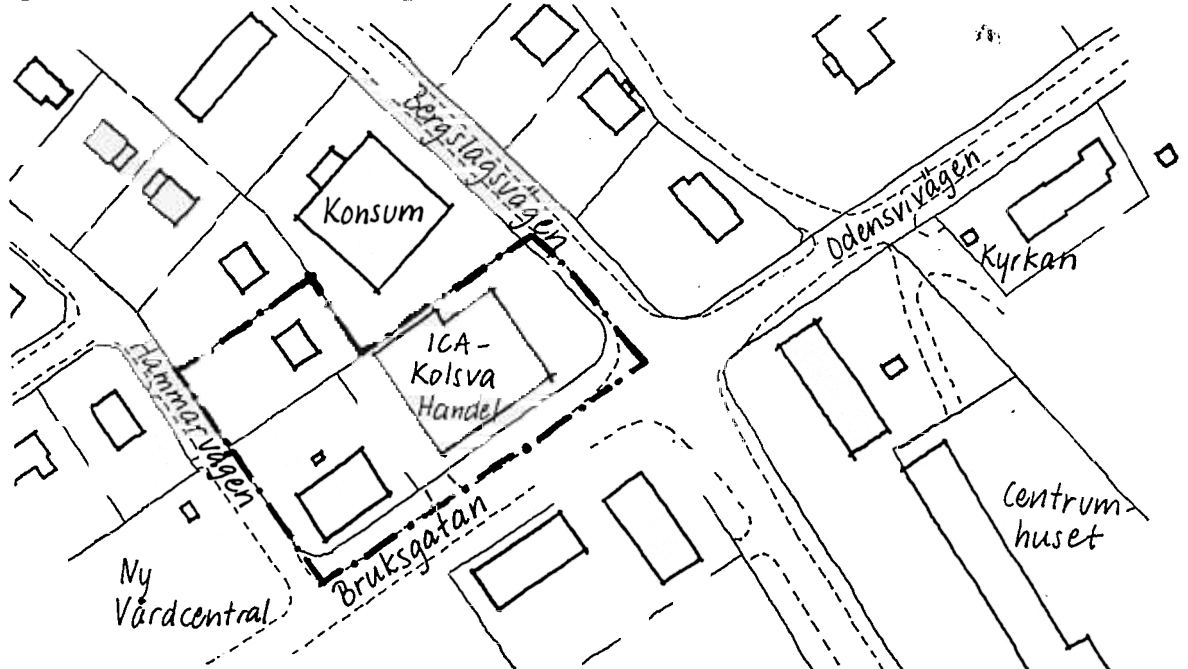 Bergslagsvägen
Konsum
Odensvivägen
Kyrkan
ICA-
Kolsva
Handel
Hammarvägen
Centrum-
huset
Bruksgatan
Ny
Vårdcentral